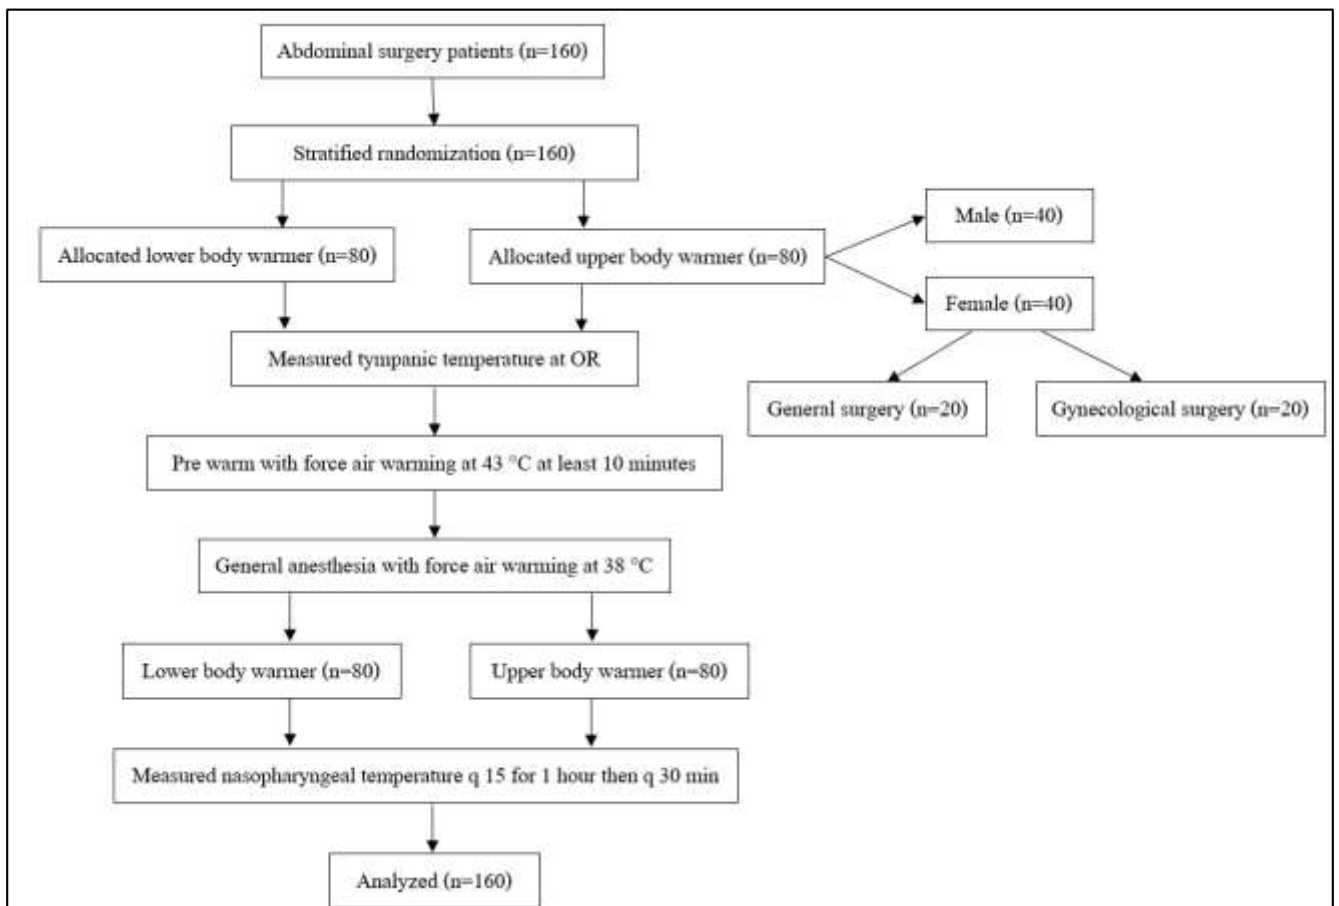 Abdominal surgery patients (n=160)
Stratified randomization (n=160)
Allocated lower body warmer (n=80)
Allocated upper body warmer (n=80)
Male (n=40)
Female (n=40)
General surgery (n=20)
Gynecological surgery (n=20)
Measured tympanic temperature at OR
Pre warm with force air warming at 43 °C at least 10 minutes
General anesthesia with force air warming at 38 °C
Lower body warmer (n=80)
Upper body warmer (n=80)
Measured nasopharyngeal temperature q 15 for 1 hour then q 30 min
Analyzed (n=160)